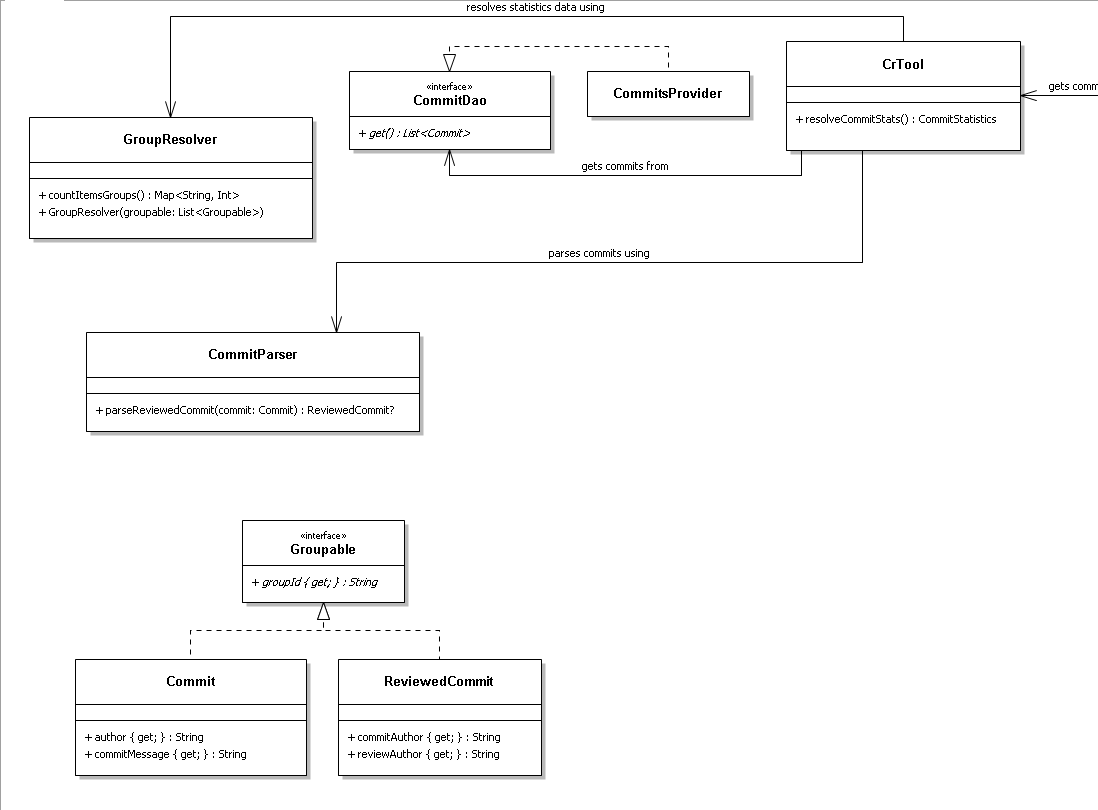 resolves statistics data using
CrTool
+ resolveCommitStats() : CommitStatistics
gets comm
«interface»
CommitDao
+ get() : List<Commit>
CommitsProvider
GroupResolver
+ countItemsGroups() : Map<String, Int>
+ GroupResolver(groupable: List<Groupable>)
gets commits from
parses commits using
CommitParser
+ parseReviewedCommit(commit: Commit) : ReviewedCommit?
«interface»
Groupable
+ groupId { get; } : String
Commit
+ author { get; } : String
+ commitMessage { get; } : String
ReviewedCommit
+ commitAuthor { get; } : String
+ reviewAuthor { get; } : String